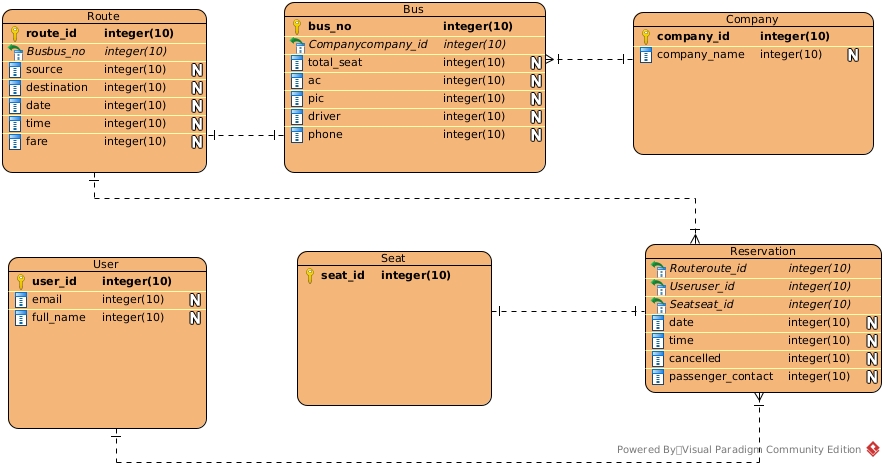 Route
route_id integer(10)
Busbus_no integer(10)
source integer(10) N
destination integer(10) N
date integer(10) N
time integer(10) N
fare integer(10) N
Bus
bus_no integer(10)
Companycompany_id integer(10)
total_seat integer(10) N
ac integer(10) N
pic integer(10) N
driver integer(10) N
phone integer(10) N
Company
company_id integer(10)
company_name integer(10) N
User
user_id integer(10)
email integer(10) N
full_name integer(10) N
Seat
seat_id integer(10)
Reservation
Routeroute_id integer(10)
Useruser_id integer(10)
Seatseat_id integer(10)
date integer(10) N
time integer(10) N
cancelled integer(10) N
passenger_contact integer(10) N
Powered By Visual Paradigm Community Edition